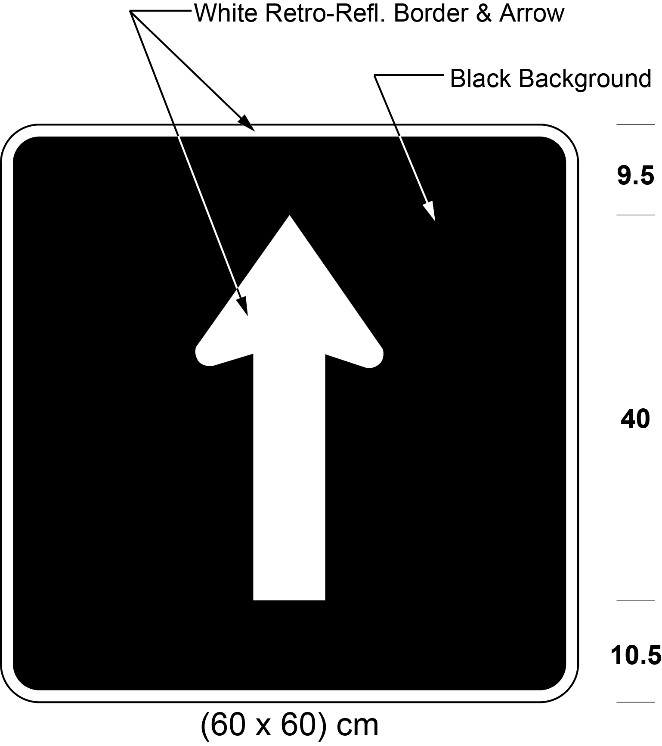 White Retro-Refl. Border & Arrow
Black Background
9.5
40
10.5
(60 x 60) cm